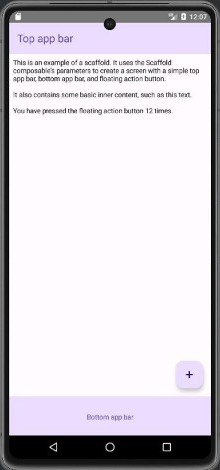 12:07
Top app bar
This is an example of a scaffold. It uses the Scaffold
composable's parameters to create a screen with a simple top
app bar, bottom app bar, and floating action button.
It also contains some basic inner content, such as this text.
You have pressed the floating action button 12 times.
+
Bottom app bar